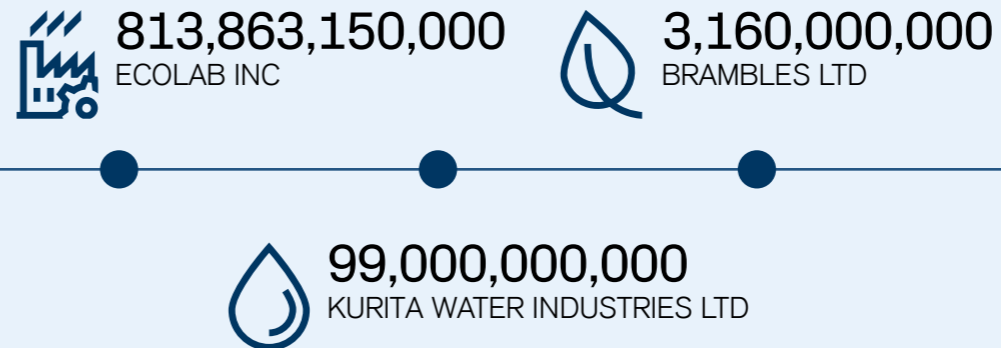 813,863,150,000
ECOLAB INC
3,160,000,000
BRAMBLES LTD
99,000,000,000
KURITA WATER INDUSTRIES LTD